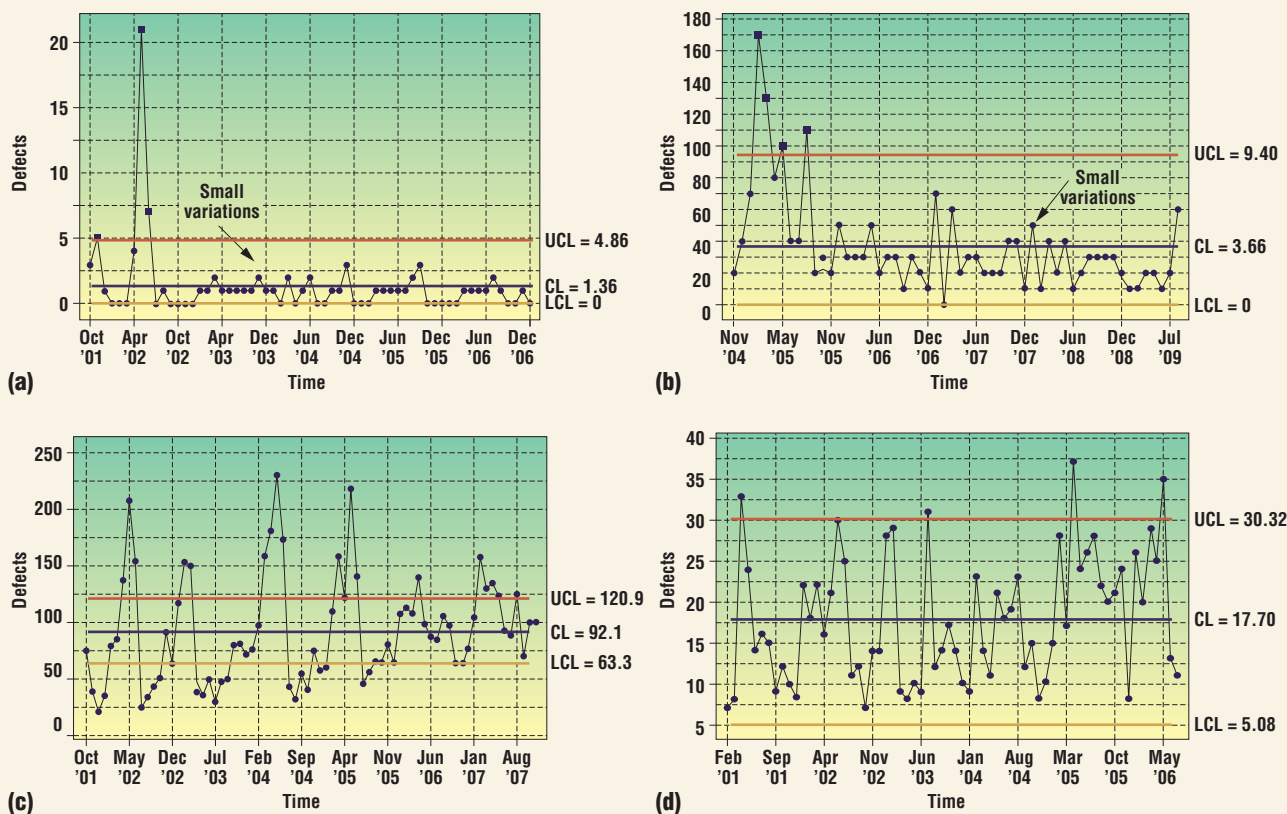 20
15
10
5
0
Defects
Small
variations
UCL = 4.86
CL = 1.36
LCL = 0
Oct Apr Oct Apr Dec Jun Dec Jun Dec Jun Dec
'01 '02 '02 '03 '03 '04 '04 '05 '05 '06 '06
Time
(a)
180
160
140
120
100
80
60
40
20
0
Defects
Small
variations
UCL = 9.40
CL = 3.66
LCL = 0
Nov May Nov Jun Dec Jun Dec Jun Dec Jul
'04 '05 '05 '06 '06 '07 '07 '08 '08 '09
Time
(b)
250
200
150
100
50
0
Defects
UCL = 120.9
CL = 92.1
LCL = 63.3
Oct May Dec Jul Feb Sep Apr Nov Jun Jan Aug
'01 '02 '02 '03 '04 '04 '05 '05 '06 '07 '07
Time
(c)
40
35
30
25
20
15
10
5
Defects
UCL = 30.32
CL = 17.70
LCL = 5.08
Feb Sep Apr Nov Jun Jan Aug Mar Oct May
'01 '01 '02 '02 '03 '04 '04 '05 '05 '06
Time
(d)